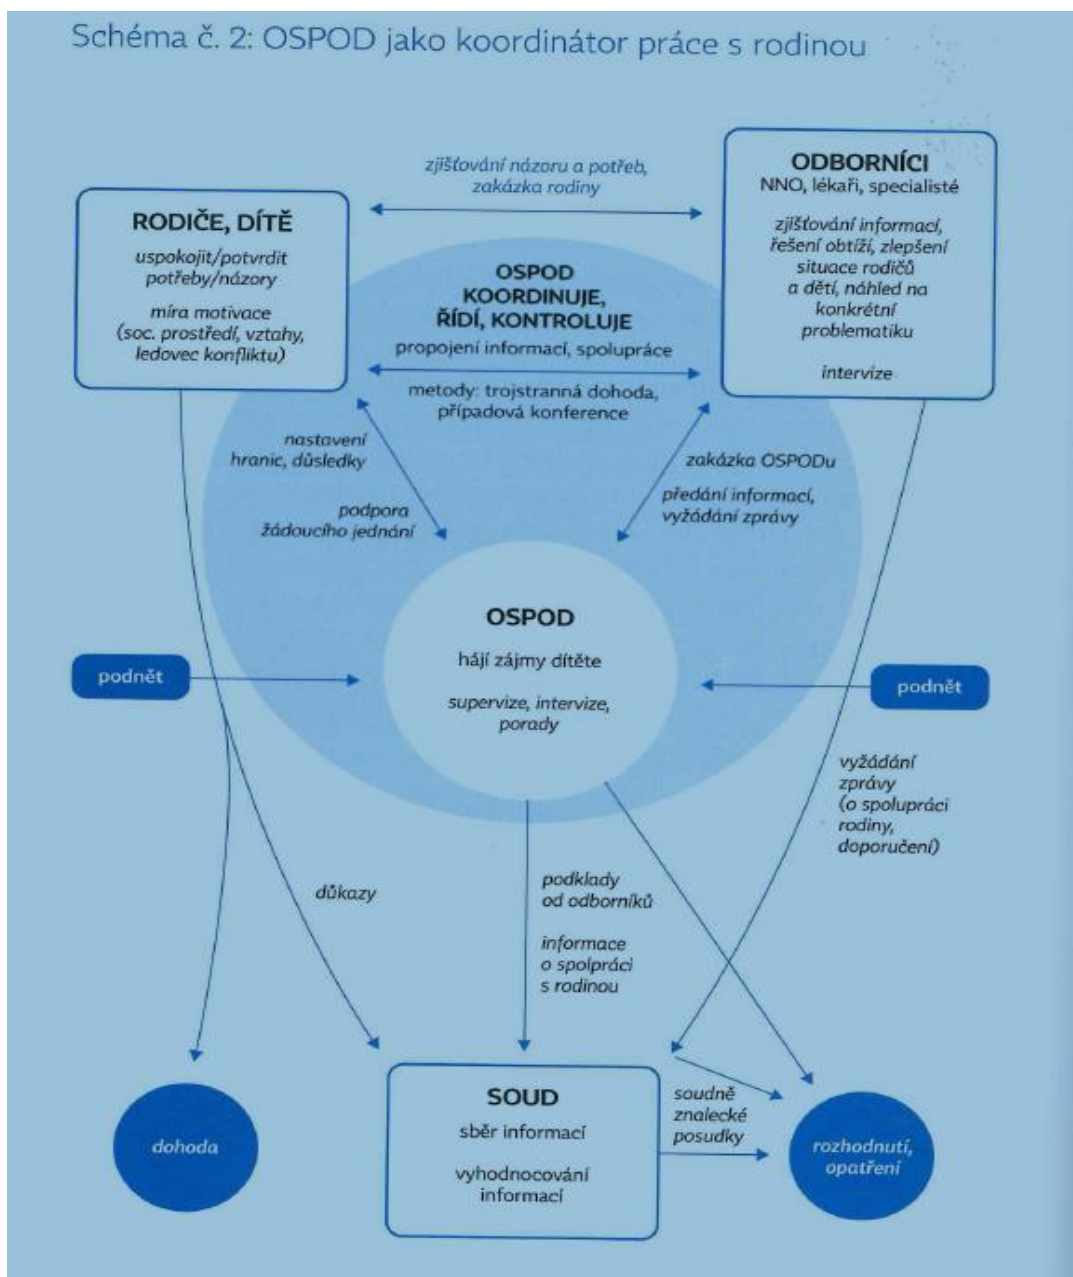 Schéma č. 2: OSPOD jako koordinátor práce s rodinou
zjišťování názoru a potřeb,
zakázka rodiny
RODIČE, DÍTĚ
uspokojit/potvrdit
potřeby/názory
míra motivace
(soc. prostředí, vztahy,
ledovec konfliktu)
ODBORNÍCI
NNO, lékaři, specialisté
zjišťování informací,
řešení obtíží, zlepšení
situace rodičů
a dětí, náhled na
konkrétní
problematiku
intervize
OSPOD
KOORDINUJE,
ŘÍDÍ, KONTROLUJE
propojení informací, spolupráce
metody: trojstranná dohoda,
případová konference
nastavení
hranic, důsledky
podpora
žádoucího jednání
zakázka OSPODu
předání informací,
vyžádání zprávy
OSPOD
hájí zájmy dítěte
supervize, intervize,
porady
podnět
podnět
vyžádání
zprávy
(o spolupráci
rodiny,
doporučení)
důkazy
podklady
od odborníků
informace
o spolpráci
s rodinou
SOUD
sběr informací
vyhodnocování
informací
soudně
znalecké
posudky
dohoda
rozhodnutí,
opatření